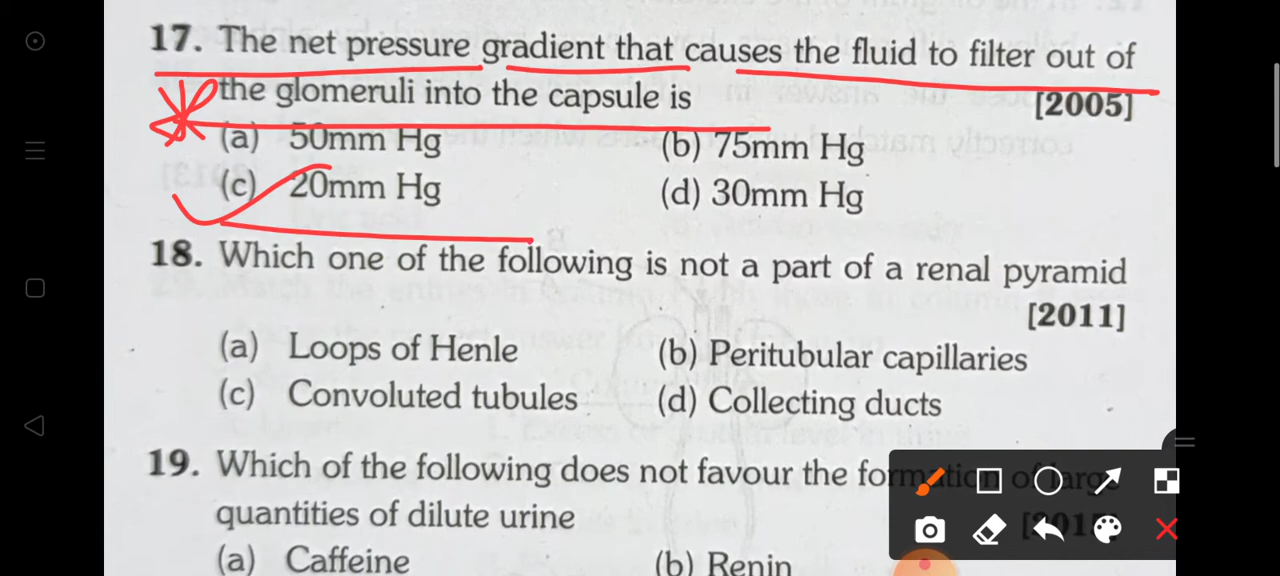 17. The net pressure gradient that causes the fluid to filter out of
the glomeruli into the capsule is [2005]
(a) 50mm Hg (b) 75mm Hg
(c) 20mm Hg (d) 30mm Hg
18. Which one of the following is not a part of a renal pyramid
[2011]
(a) Loops of Henle (b) Peritubular capillaries
(c) Convoluted tubules (d) Collecting ducts
19. Which of the following does not favour the formation of large
quantities of dilute urine
(a) Caffeine (b) Renin